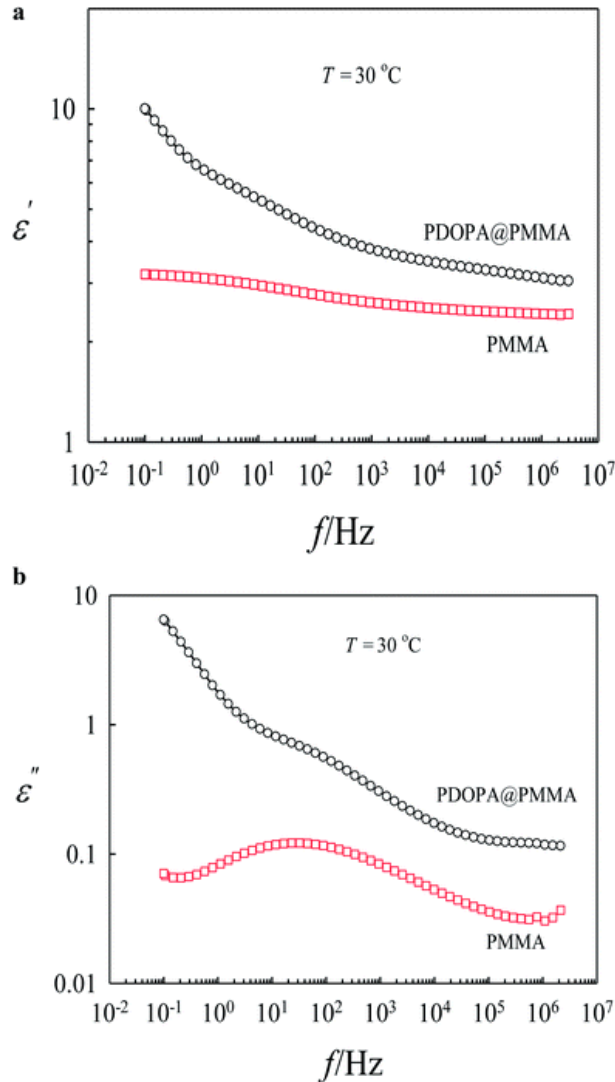 a
T = 30 °C
10
ε'
PDOPA@PMMA
PMMA
1
10⁻² 10⁻¹ 10⁰ 10¹ 10² 10³ 10⁴ 10⁵ 10⁶ 10⁷
f/Hz
b
10
T = 30 °C
1
ε"
PDOPA@PMMA
0.1
PMMA
0.01
10⁻² 10⁻¹ 10⁰ 10¹ 10² 10³ 10⁴ 10⁵ 10⁶ 10⁷
f/Hz